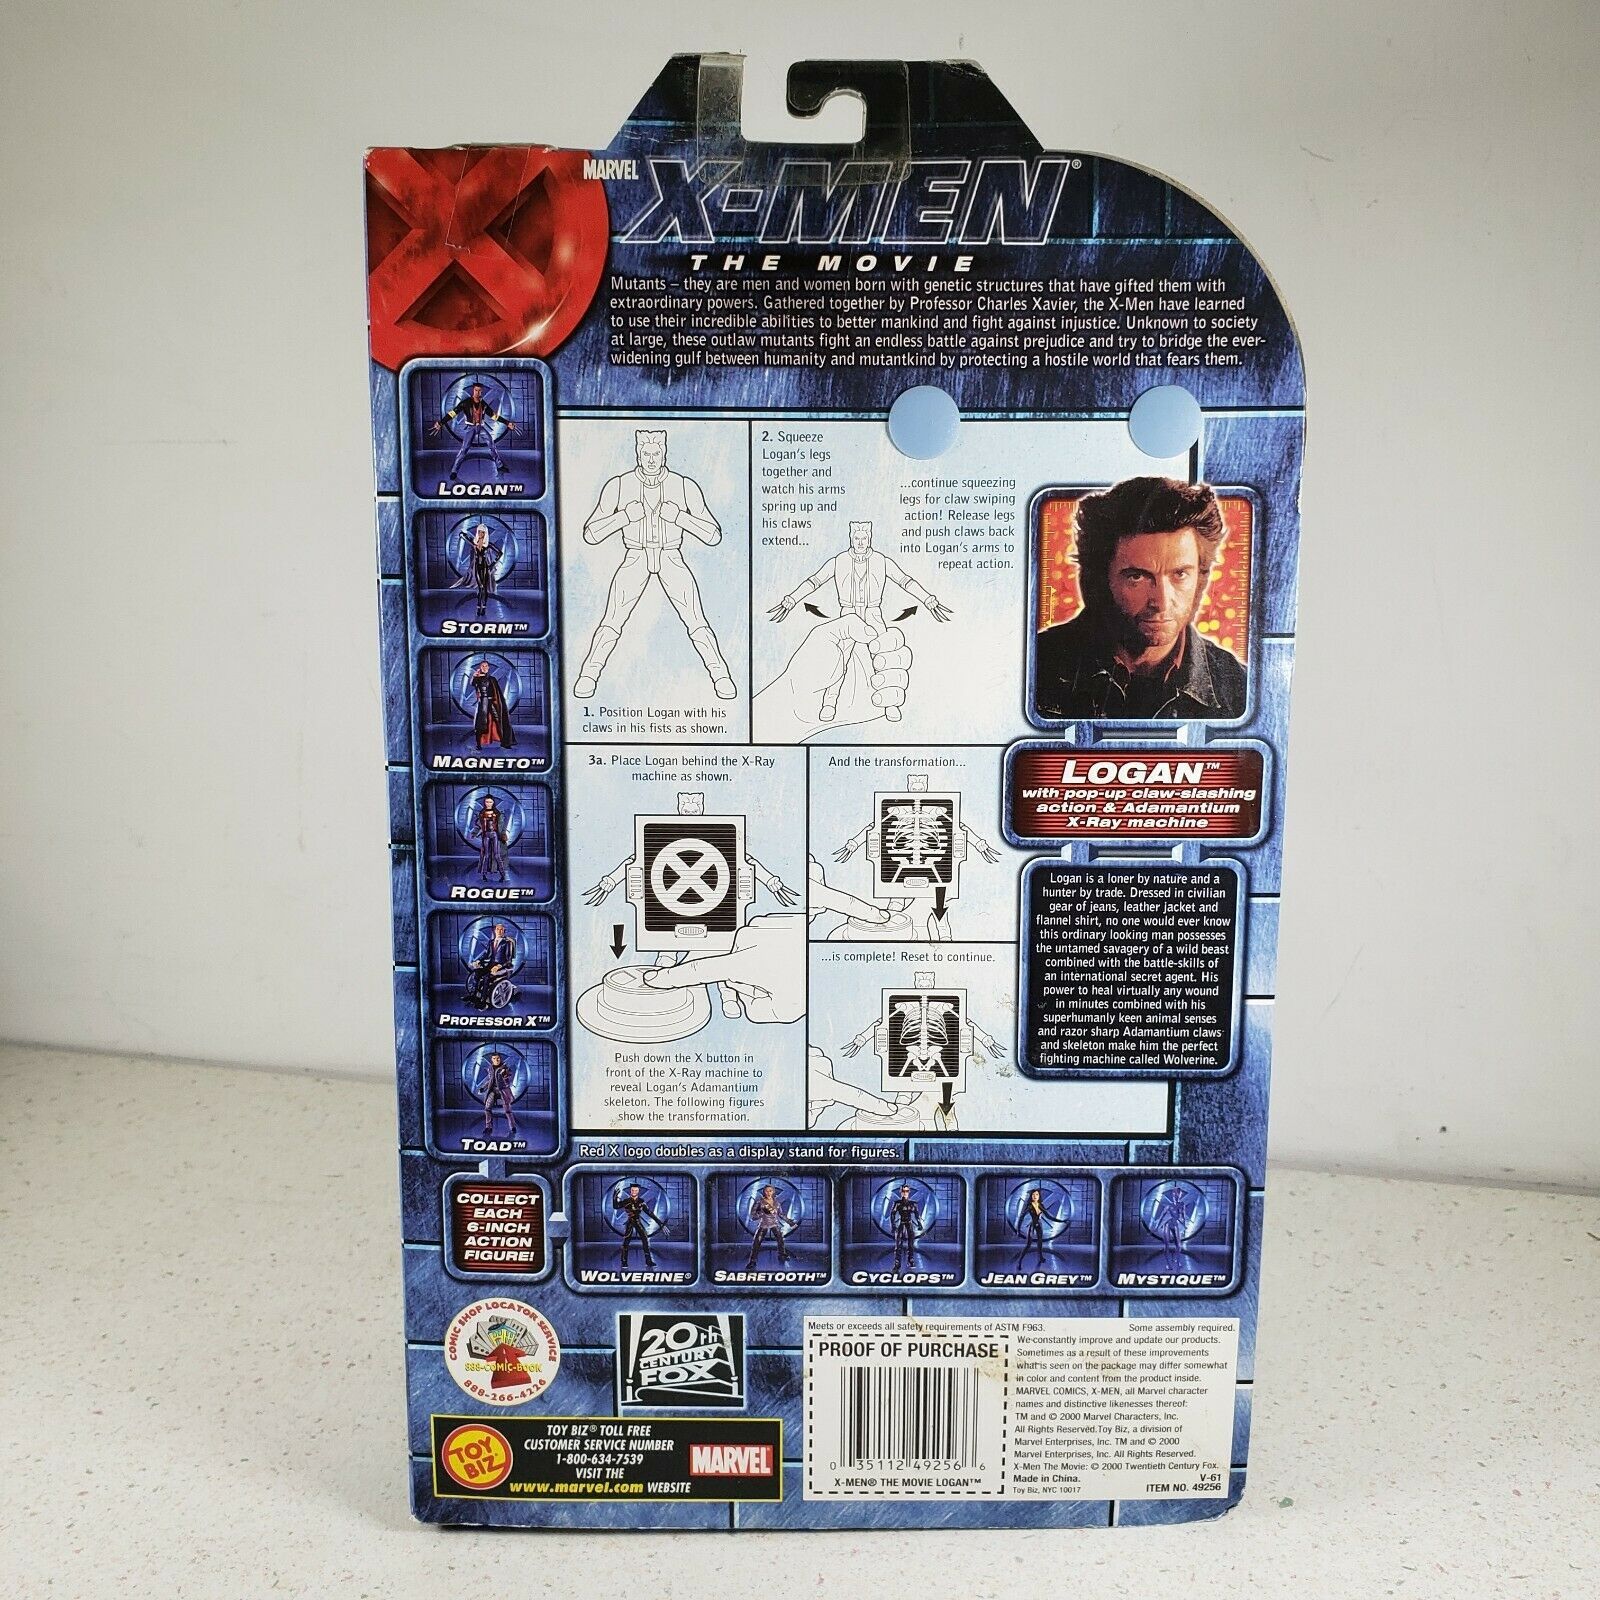 MARVEL
X-MEN®
THE MOVIE
Mutants – they are men and women born with genetic structures that have gifted them with
extraordinary powers. Gathered together by Professor Charles Xavier, the X-Men have learned
to use their incredible abilities to better mankind and fight against injustice. Unknown to society
at large, these outlaw mutants fight an endless battle against prejudice and try to bridge the ever-
widening gulf between humanity and mutantkind by protecting a hostile world that fears them.
LOGAN™
STORM™
MAGNETO™
ROGUE™
PROFESSOR X™
TOAD™
1. Position Logan with his
claws in his fists as shown.
2. Squeeze
Logan's legs
together and
watch his arms
spring up and
his claws
extend...
...continue squeezing
legs for claw swiping
action! Release legs
and push claws back
into Logan's arms to
repeat action.
3a. Place Logan behind the X-Ray
machine as shown.
Push down the X button in
front of the X-Ray machine to
reveal Logan's Adamantium
skeleton. The following figures
show the transformation.
And the transformation...
...is complete! Reset to continue.
LOGAN™
with pop-up claw-slashing
action & Adamantium
X-Ray machine
Logan is a loner by nature and a
hunter by trade. Dressed in civilian
gear of jeans, leather jacket and
flannel shirt, no one would ever know
this ordinary looking man possesses
the untamed savagery of a wild beast
combined with the battle-skills of
an international secret agent. His
power to heal virtually any wound
in minutes combined with his
superhumanly keen animal senses
and razor sharp Adamantium claws
and skeleton make him the perfect
fighting machine called Wolverine.
Red X logo doubles as a display stand for figures.
COLLECT
EACH
6-INCH
ACTION
FIGURE!
WOLVERINE®
SABRETOOTH™
CYCLOPS™
JEAN GREY™
MYSTIQUE™
COMIC SHOP LOCATOR SERVICE
888-COMIC-BOOK
888-266-4226
20TH
CENTURY
FOX
TOY
BIZ
TOY BIZ® TOLL FREE
CUSTOMER SERVICE NUMBER
1-800-634-7539
VISIT THE
www.marvel.com WEBSITE
MARVEL
Meets or exceeds all safety requirements of ASTM F963.
Some assembly required.
PROOF OF PURCHASE
0 35112 49256 6
X-MEN® THE MOVIE LOGAN™
We constantly improve and update our products.
Sometimes as a result of these improvements
what is seen on the package may differ somewhat
in color and content from the product inside.
MARVEL COMICS, X-MEN, all Marvel character
names and distinctive likenesses thereof:
TM and © 2000 Marvel Characters, Inc.
All Rights Reserved. Toy Biz, a division of
Marvel Enterprises, Inc. TM and © 2000
Marvel Enterprises, Inc. All Rights Reserved.
X-Men The Movie: © 2000 Twentieth Century Fox.
Made in China.
V-61
Toy Biz, NYC 10017
ITEM NO. 49256